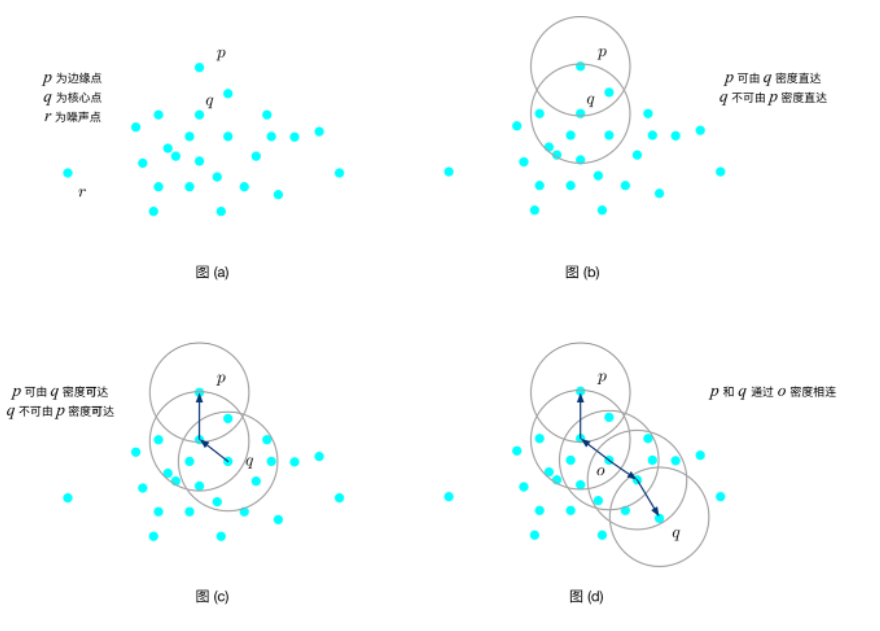 p
p 为边缘点
q 为核心点
r 为噪声点
q
r
图 (a)
p
q
p 可由 q 密度直达
q 不可由 p 密度直达
图 (b)
p 可由 q 密度可达
q 不可由 p 密度可达
p
q
图 (c)
p
p 和 q 通过 o 密度相连
o
q
图 (d)